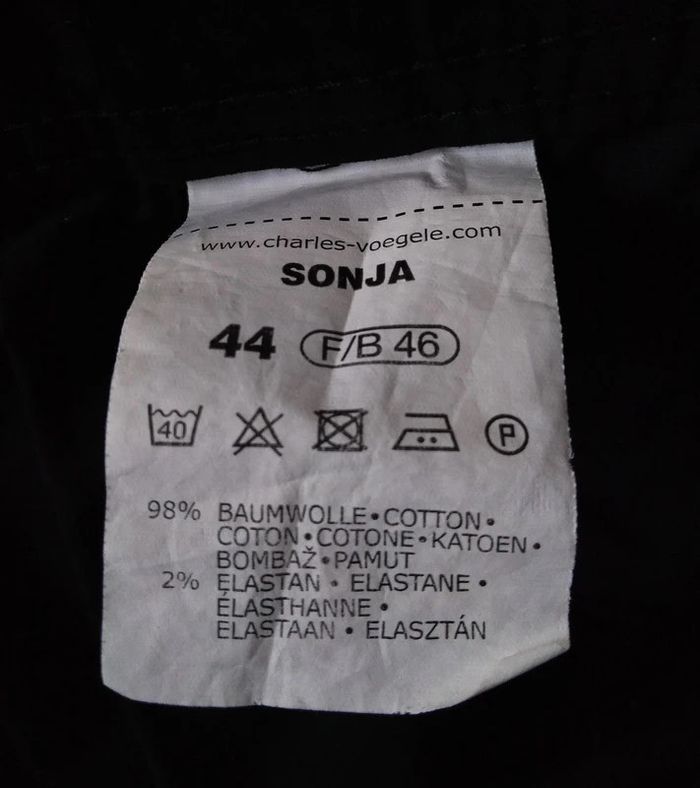 www.charles-voegele.com
SONJA
44 F/B 46
40 P
98% BAUMWOLLE•COTTON•
COTON•COTONE•KATOEN•
BOMBAŽ•PAMUT
2% ELASTAN • ELASTANE •
ÉLASTHANNE •
ELASTAAN • ELASZTÁN